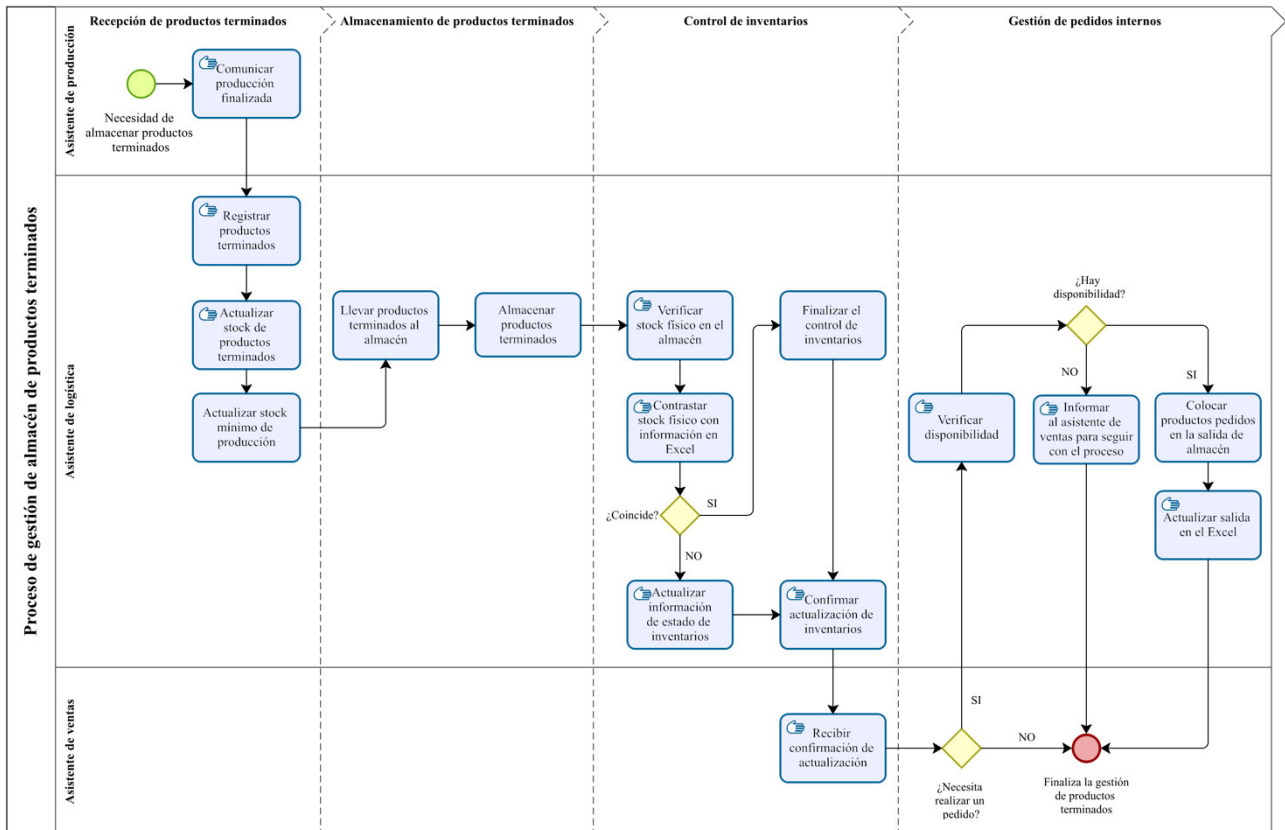 Recepción de productos terminados
Almacenamiento de productos terminados
Control de inventarios
Gestión de pedidos internos
Proceso de gestión de almacén de productos terminados
Asistente de producción
Necesidad de
almacenar productos
terminados
Comunicar
producción
finalizada
Asistente de logística
Registrar
productos
terminados
Actualizar
stock de
productos
terminados
Actualizar stock
mínimo de
producción
Llevar productos
terminados al
almacén
Almacenar
productos
terminados
Verificar
stock físico en el
almacén
Contrastar
stock físico con
información en
Excel
¿Coincide?
SI
NO
Finalizar el
control de
inventarios
Actualizar
información
de estado de
inventarios
Confirmar
actualización de
inventarios
Verificar
disponibilidad
¿Hay
disponibilidad?
NO
SI
Informar
al asistente de
ventas para seguir
con el proceso
Colocar
productos pedidos
en la salida de
almacén
Actualizar salida
en el Excel
Asistente de ventas
Recibir
confirmación de
actualización
SI
NO
¿Necesita
realizar un
pedido?
Finaliza la gestión
de productos
terminados